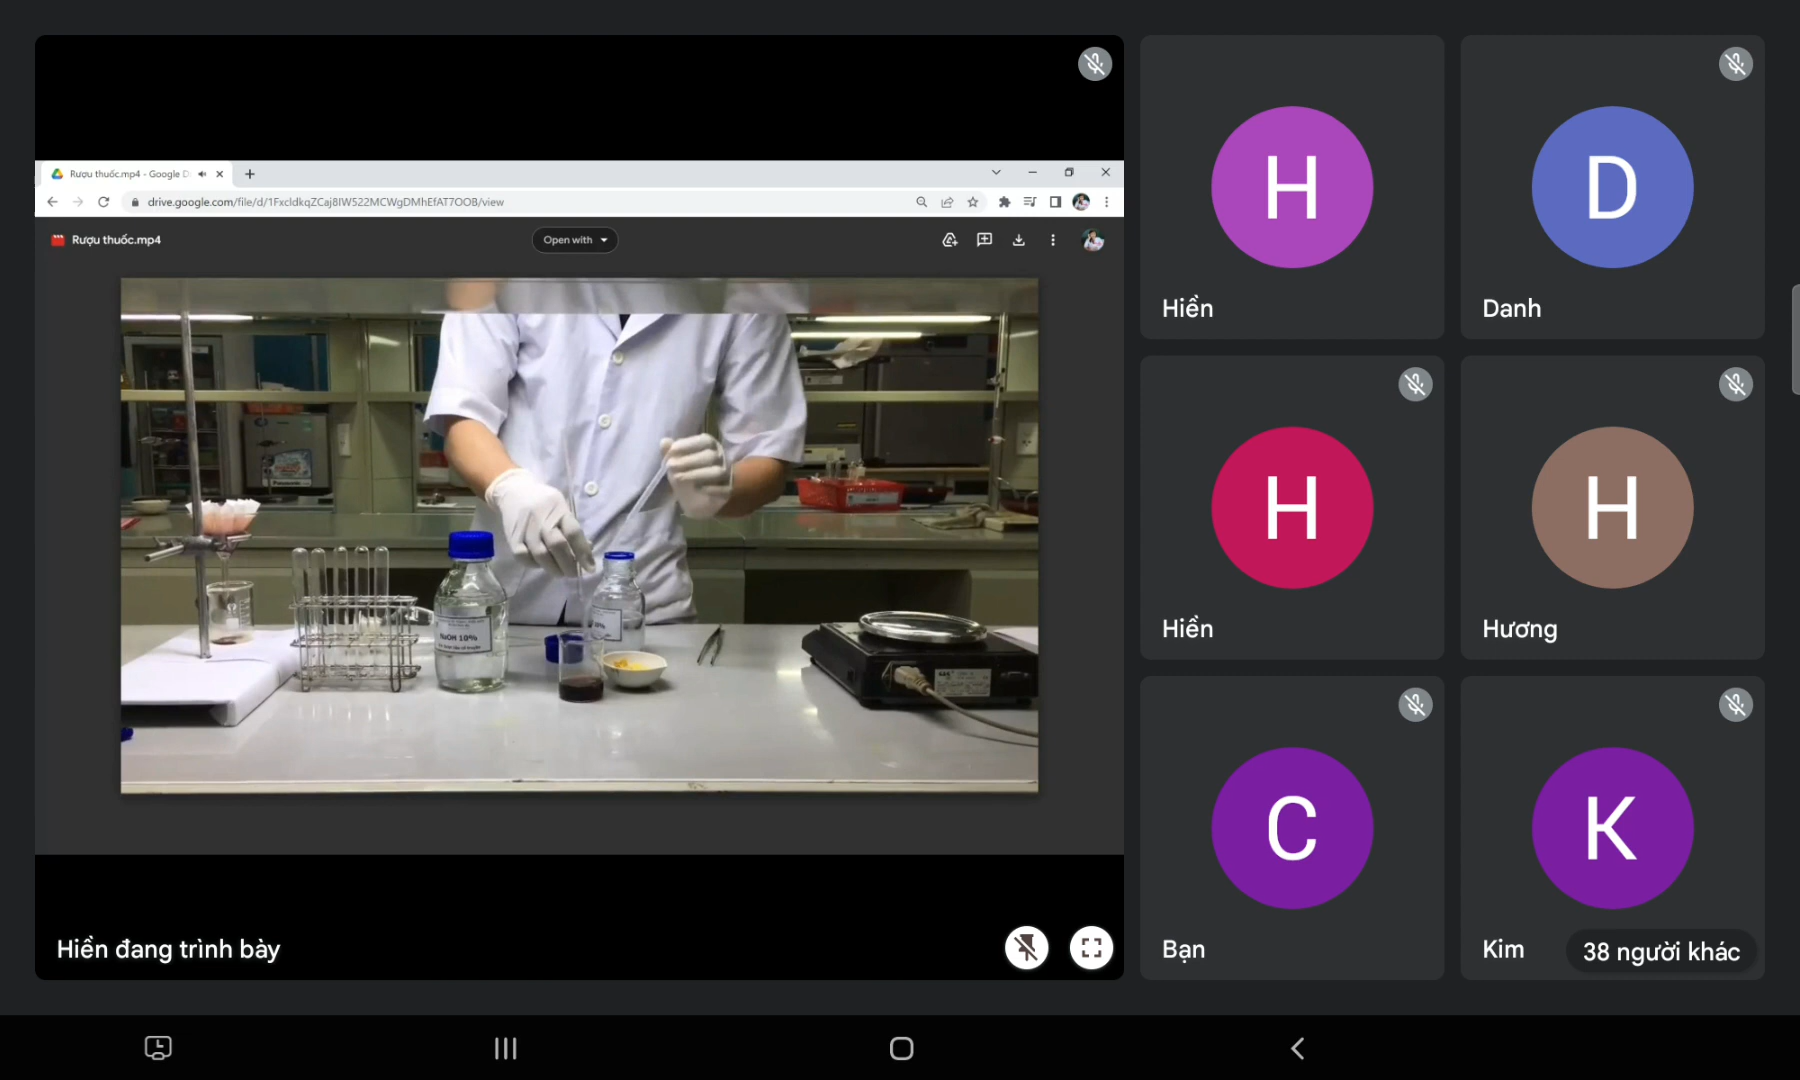 Rượu thuốc.mp4 - Google D
drive.google.com/file/d/1FxcldkqZCaj8IW522MCWgDMhEfAT7OOB/view
Rượu thuốc.mp4
Open with
NaOH 10%
Hiền đang trình bày
H
Hiền
D
Danh
H
Hiền
H
Hương
C
Bạn
K
Kim
38 người khác